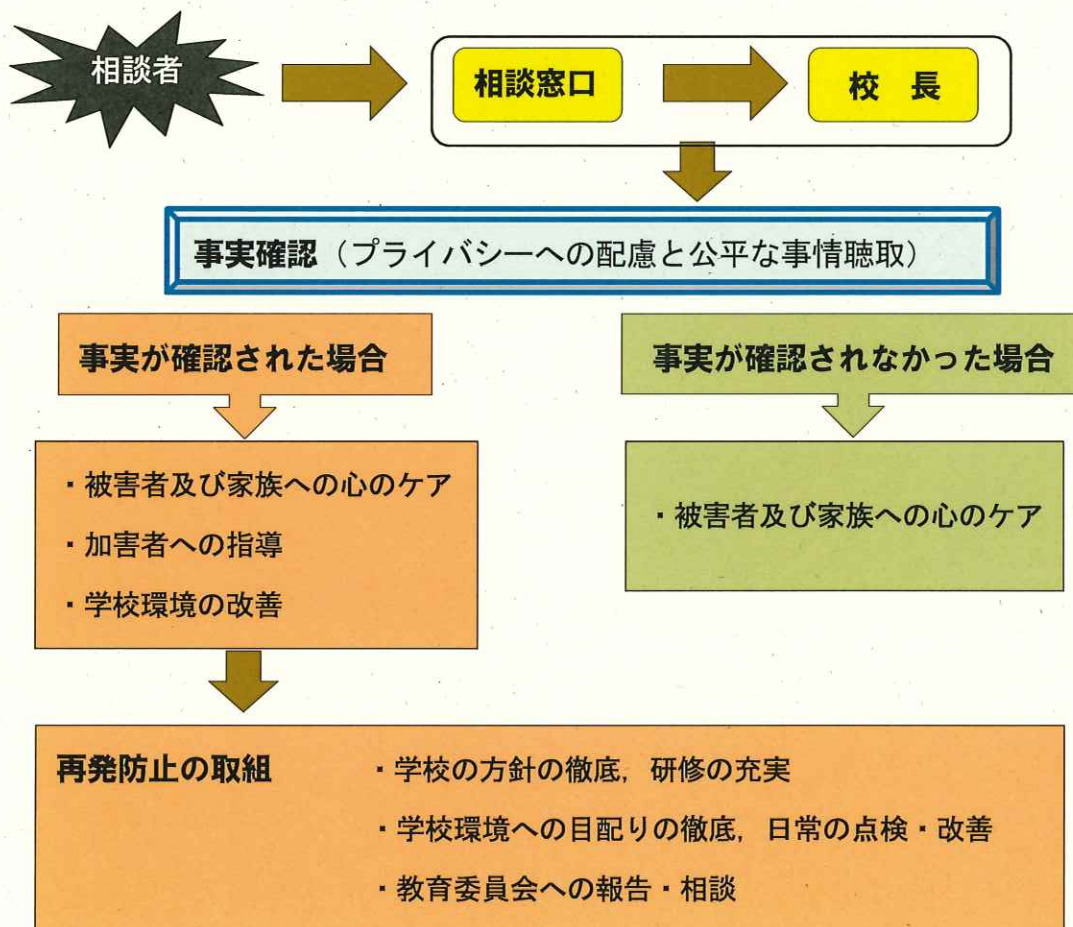 相談者
相談窓口
校　長
事実確認（プライバシーへの配慮と公平な事情聴取）
事実が確認された場合
・被害者及び家族への心のケア
・加害者への指導
・学校環境の改善
事実が確認されなかった場合
・被害者及び家族への心のケア
再発防止の取組
・学校の方針の徹底，研修の充実
・学校環境への目配りの徹底，日常の点検・改善
・教育委員会への報告・相談